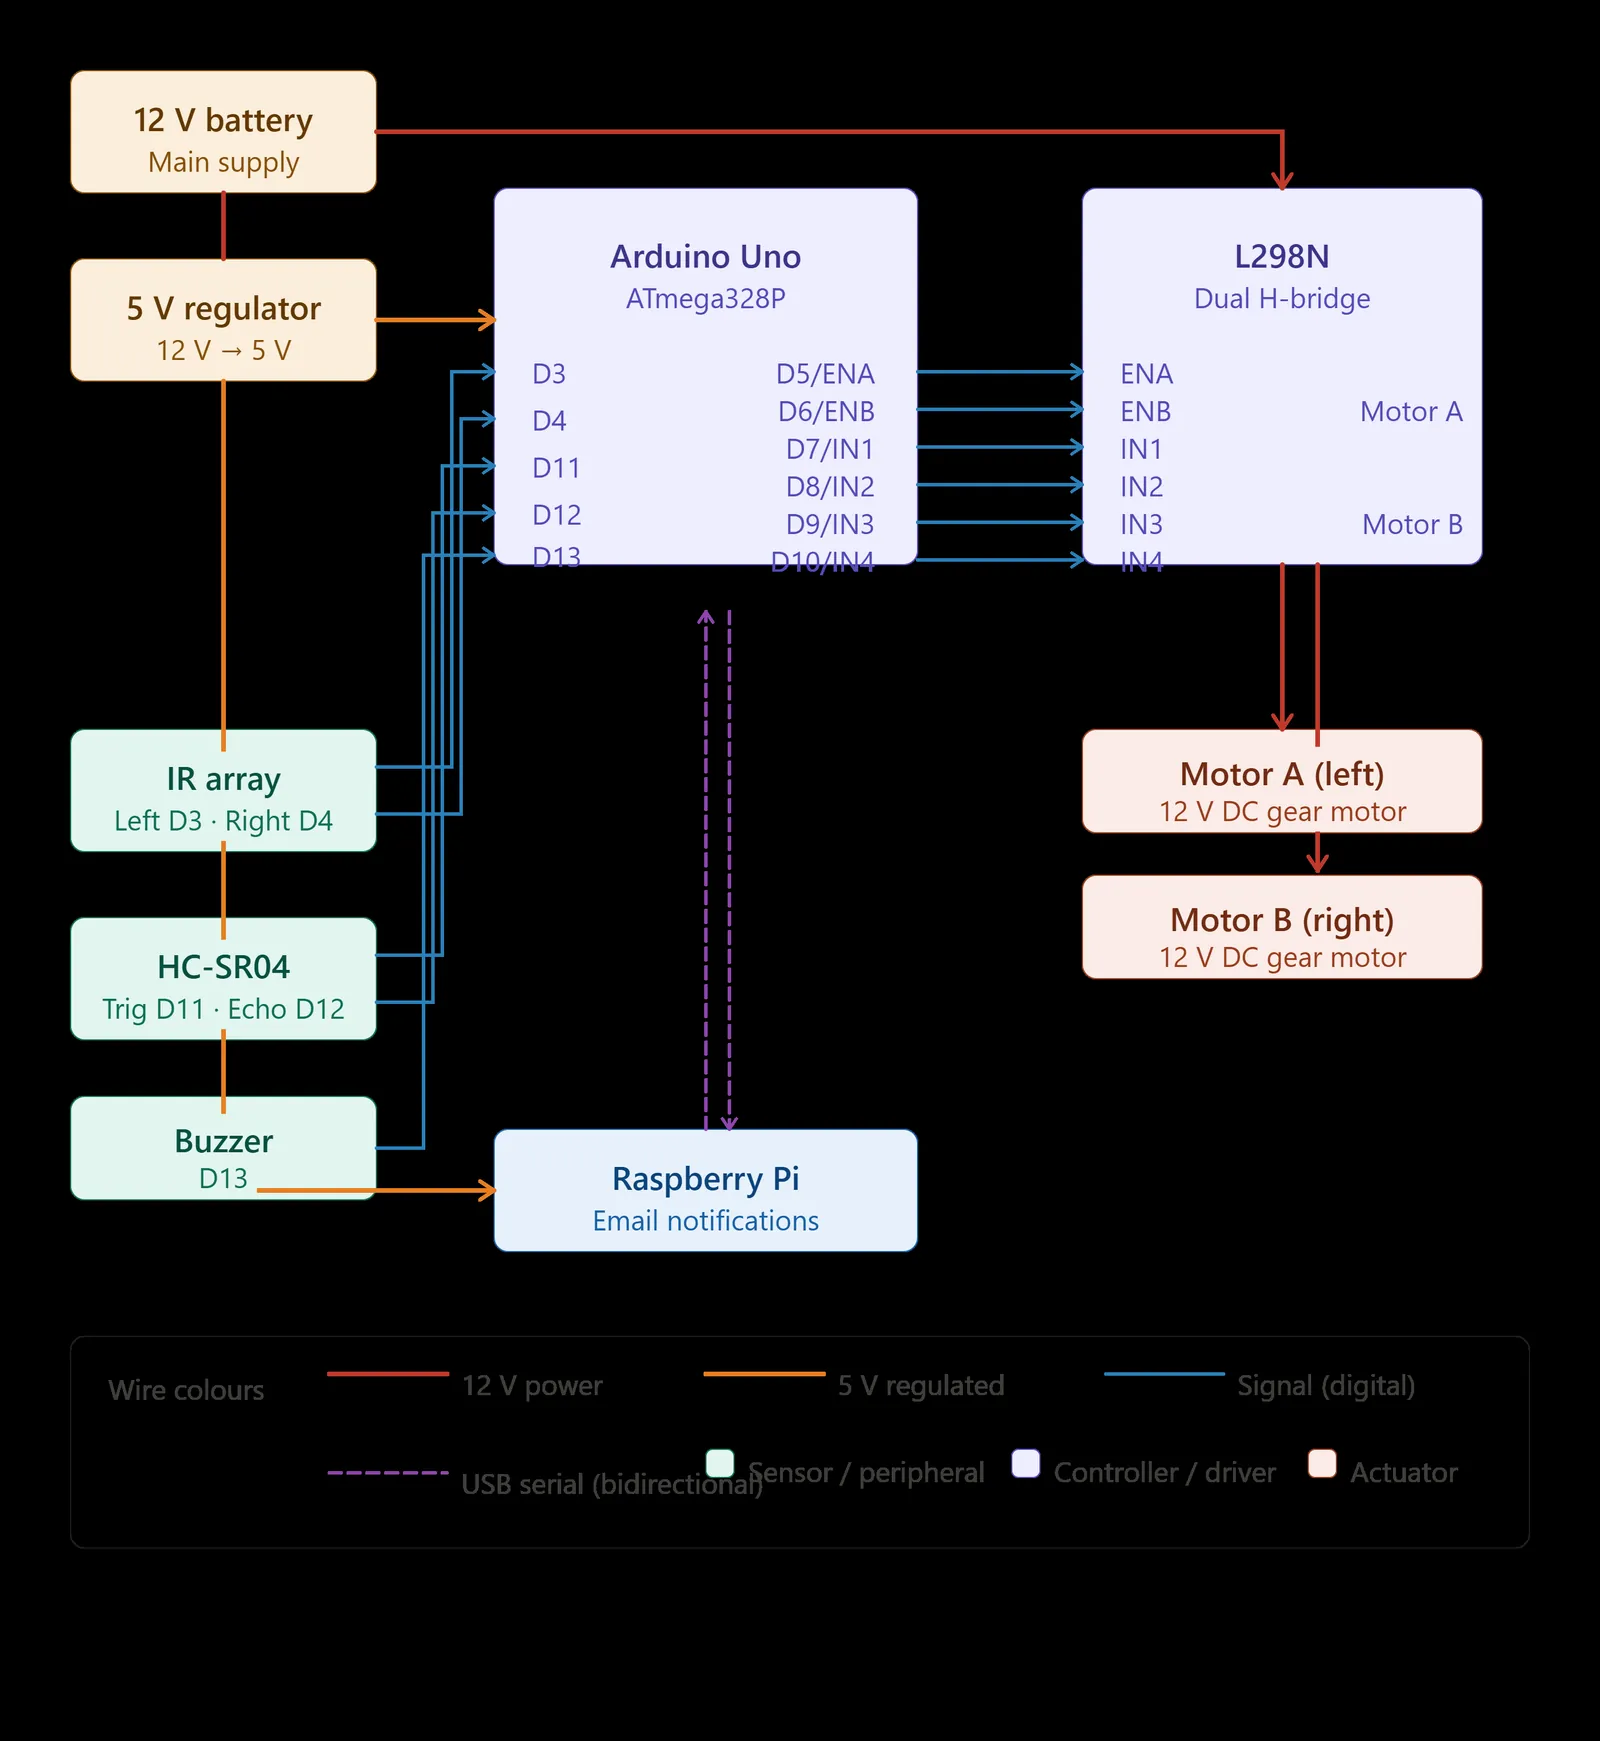 12 V battery
Main supply
5 V regulator
12 V → 5 V
Arduino Uno
ATmega328P
D3
D4
D11
D12
D13
D5/ENA
D6/ENB
D7/IN1
D8/IN2
D9/IN3
D10/IN4
L298N
Dual H-bridge
ENA
ENB
IN1
IN2
IN3
IN4
Motor A
Motor B
IR array
Left D3 · Right D4
HC-SR04
Trig D11 · Echo D12
Buzzer
D13
Motor A (left)
12 V DC gear motor
Motor B (right)
12 V DC gear motor
Raspberry Pi
Email notifications
Wire colours
12 V power
5 V regulated
Signal (digital)
USB serial (bidirectional)
Sensor / peripheral
Controller / driver
Actuator